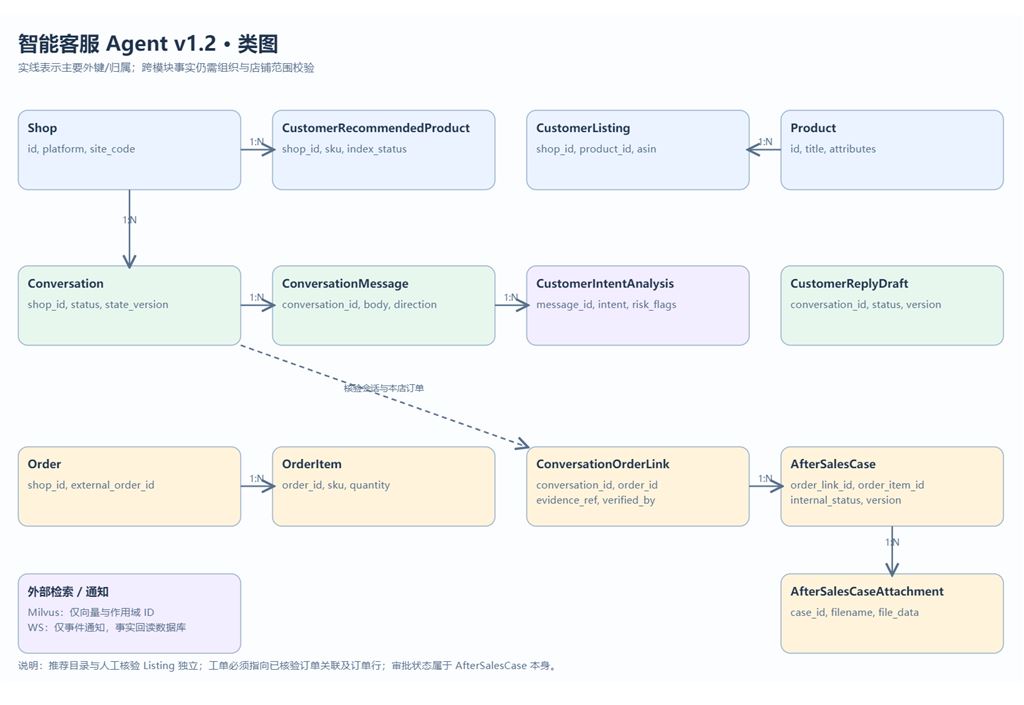 智能客服 Agent v1.2 • 类图
实线表示主要外键/归属；跨模块事实仍需组织与店铺范围校验
Shop
id, platform, site_code
1:N
CustomerRecommendedProduct
shop_id, sku, index_status
CustomerListing
shop_id, product_id, asin
1:N
Product
id, title, attributes
1:N
Conversation
shop_id, status, state_version
1:N
ConversationMessage
conversation_id, body, direction
1:N
CustomerIntentAnalysis
message_id, intent, risk_flags
CustomerReplyDraft
conversation_id, status, version
核验会话与本店订单
Order
shop_id, external_order_id
1:N
OrderItem
order_id, sku, quantity
ConversationOrderLink
conversation_id, order_id
evidence_ref, verified_by
1:N
AfterSalesCase
order_link_id, order_item_id
internal_status, version
1:N
外部检索 / 通知
Milvus：仅向量与作用域 ID
WS：仅事件通知，事实回读数据库
AfterSalesCaseAttachment
case_id, filename, file_data
说明：推荐目录与人工核验 Listing 独立；工单必须指向已核验订单关联及订单行；审批状态属于 AfterSalesCase 本身。